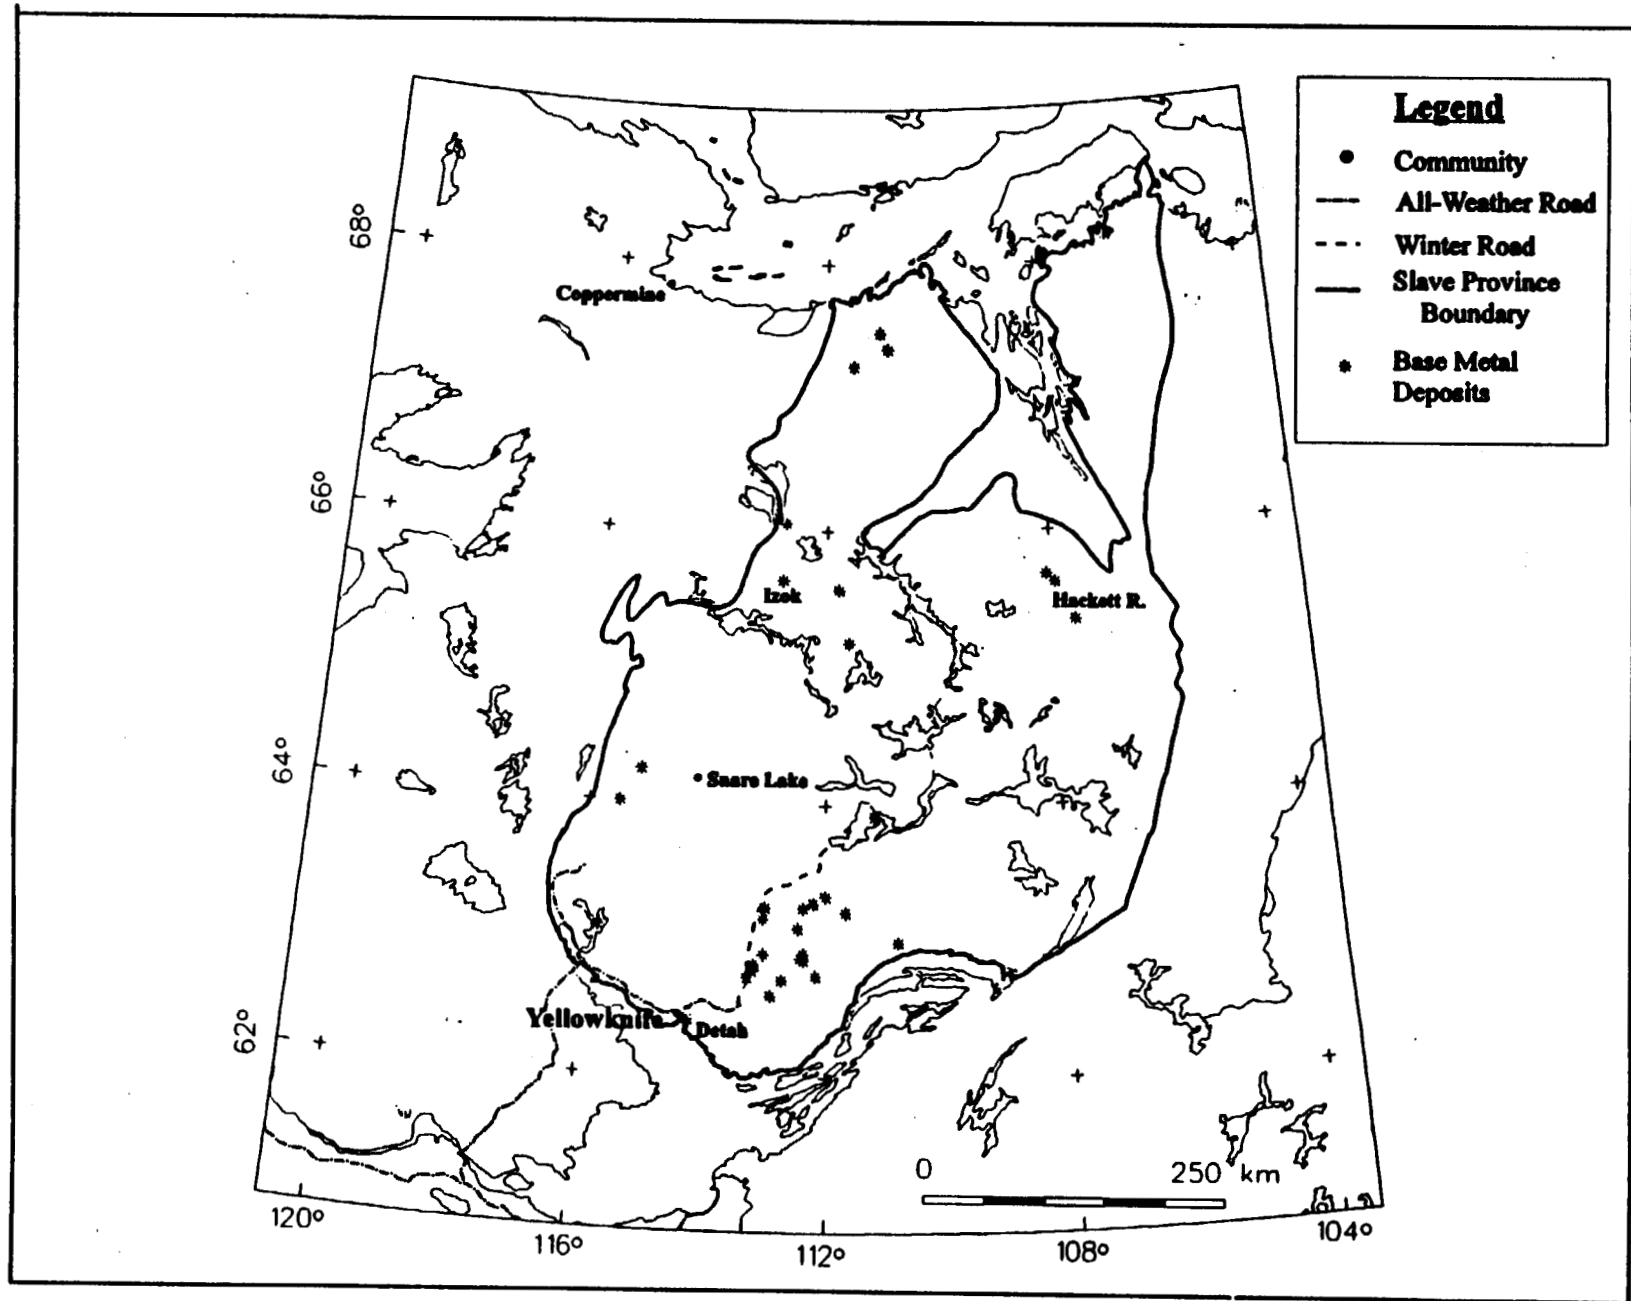 Legend
Community
All-Weather Road
Winter Road
Slave Province
Boundary
Base Metal
Deposits
68°
Coppermine
66°
Izok
Hackett R.
64°
Snare Lake
62°
Yellowknife
Detah
0
250 km
120°
116°
112°
108°
104°